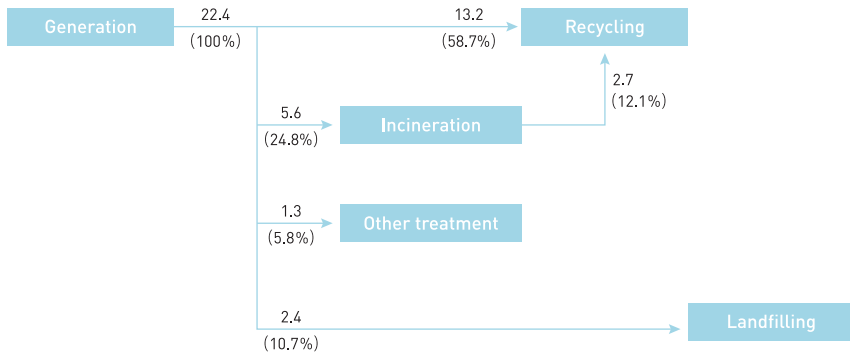 Generation
22.4
(100%)
13.2
(58.7%)
Recycling
2.7
(12.1%)
5.6
(24.8%)
Incineration
1.3
(5.8%)
Other treatment
2.4
(10.7%)
Landfilling